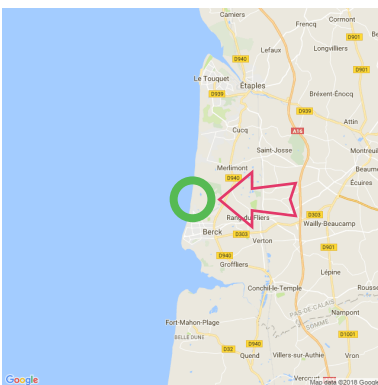 Camiers
Frencq
Cormont
D901
Lefaux
Longvilliers
D940
D901
Le Touquet
Étaples
D939
Bréxent-Énocq
D939
Attin
Cucq
A16
Saint-Josse
Montreuil
Merlimont
D940
Écuires
Rang-du-Fliers
D303
Wailly-Beaucamp
Berck
D303
Verton
D901
D940
Groffliers
Lépine
Conchil-le-Temple
PAS-DE-CALAIS
SOMME
Nampont
Fort-Mahon-Plage
D1001
BELLE DUNE
D32
D940
Quend
Villers-sur-Authie
Vron
Google
Map data ©2018 Google